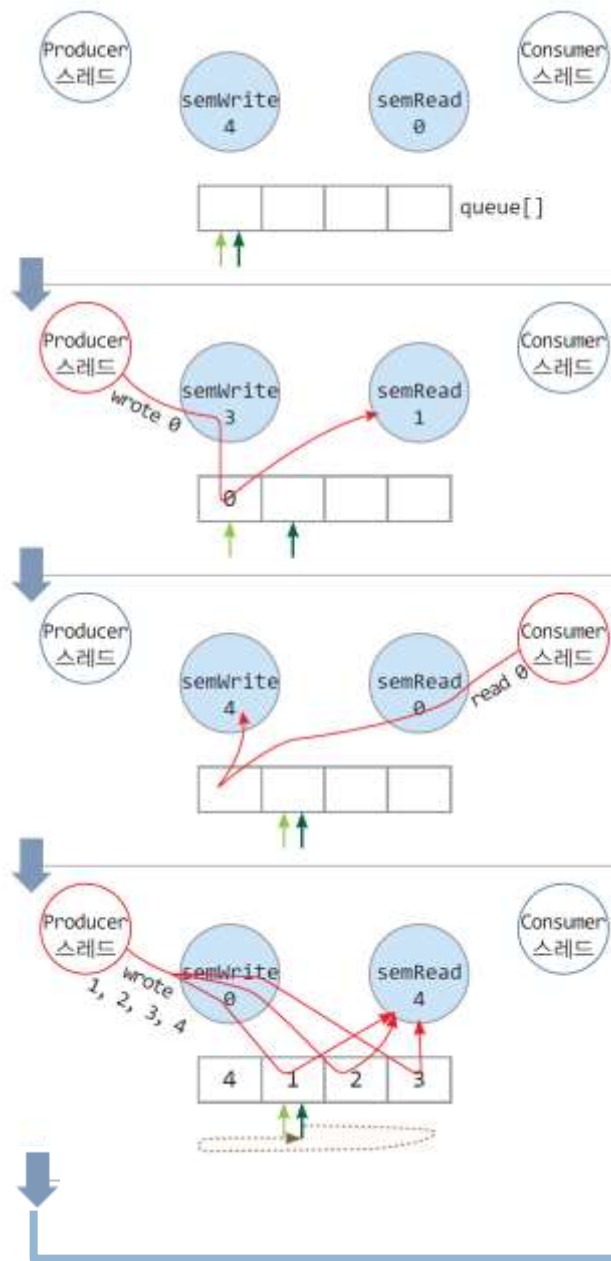 Producer
스레드
Consumer
스레드
semWrite
4
semRead
0
queue[]
Producer
스레드
Consumer
스레드
semWrite
3
semRead
1
wrote 0
0
Producer
스레드
Consumer
스레드
semWrite
4
semRead
0
read 0
Producer
스레드
Consumer
스레드
semWrite
0
semRead
4
wrote
1, 2, 3, 4
4 1 2 3